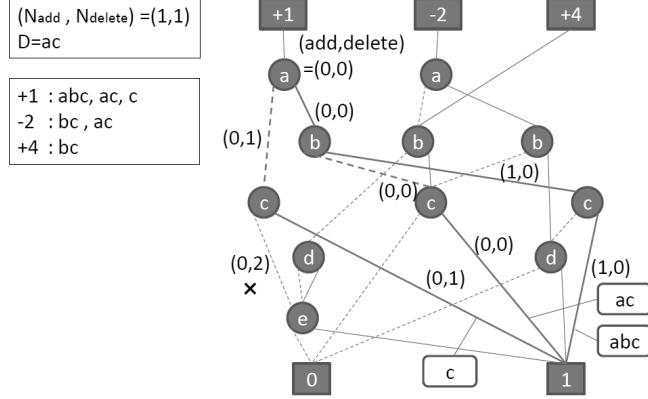 (Nadd , Ndelete) =(1,1)
D=ac
+1 : abc, ac, c
-2 : bc , ac
+4 : bc
+1
-2
+4
(add,delete)
=(0,0)
a
a
(0,0)
(0,1)
b
b
b
(1,0)
(0,0)
c
c
c
(0,0)
d
d
(0,2)
×
(0,1)
(1,0)
ac
e
abc
c
0
1